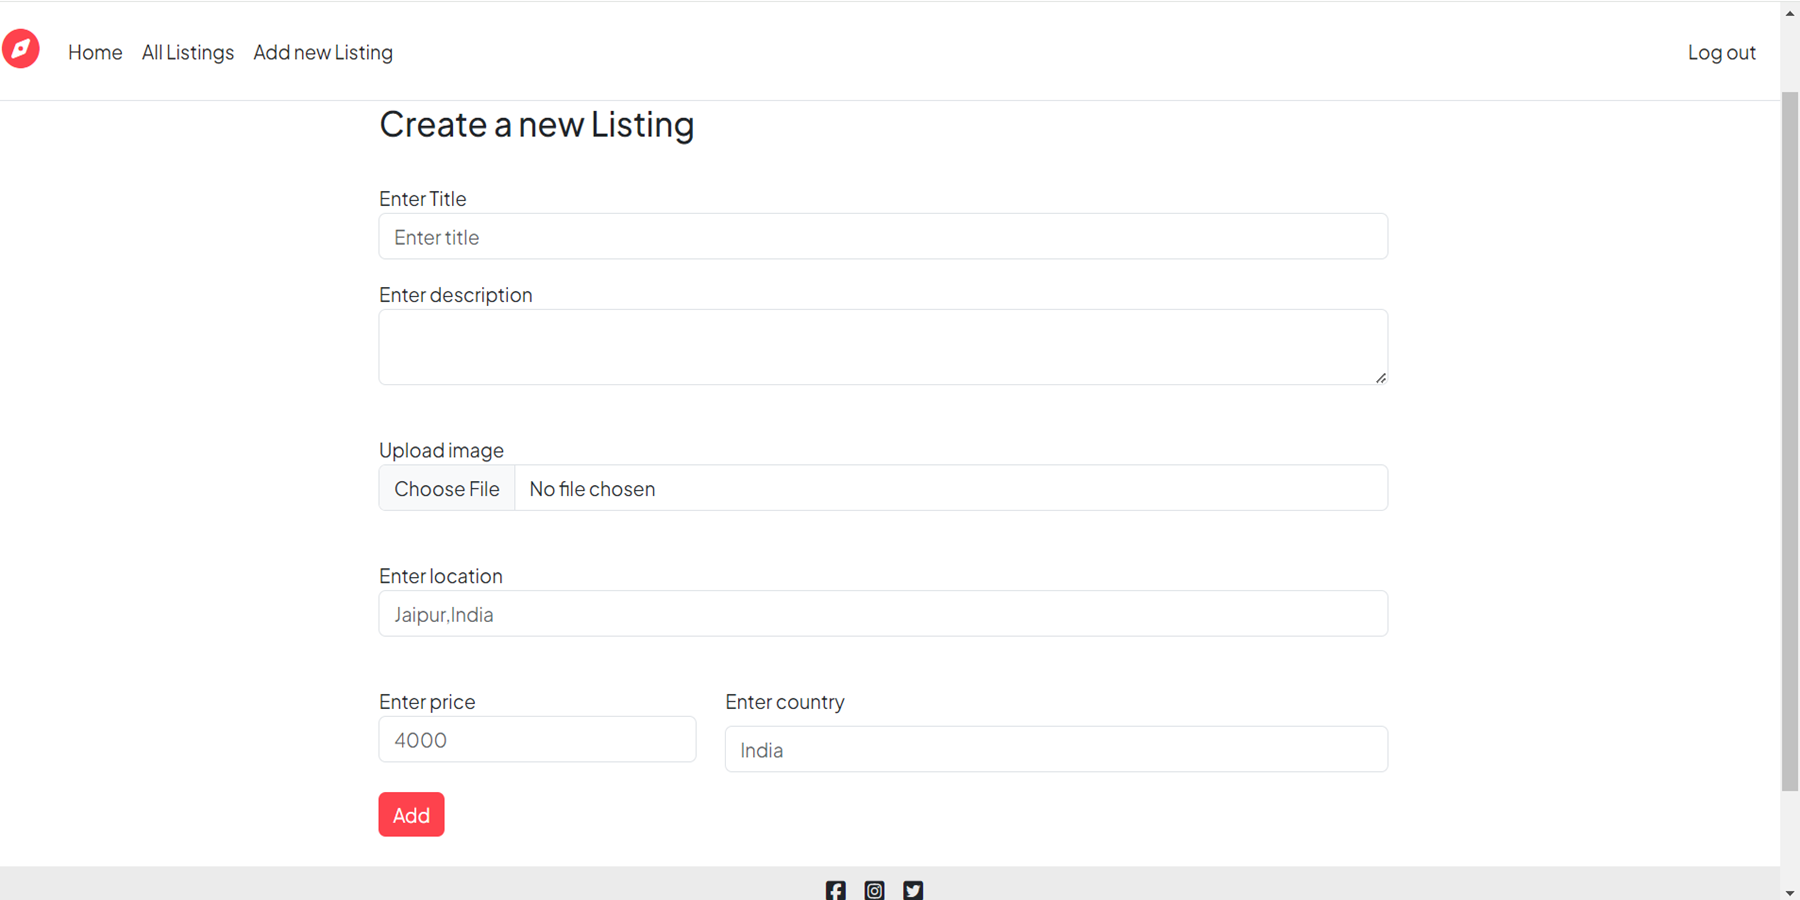 Home All Listings Add new Listing Log out
Create a new Listing
Enter Title
Enter title
Enter description
Upload image
Choose File No file chosen
Enter location
Jaipur,India
Enter price Enter country
4000 India
Add